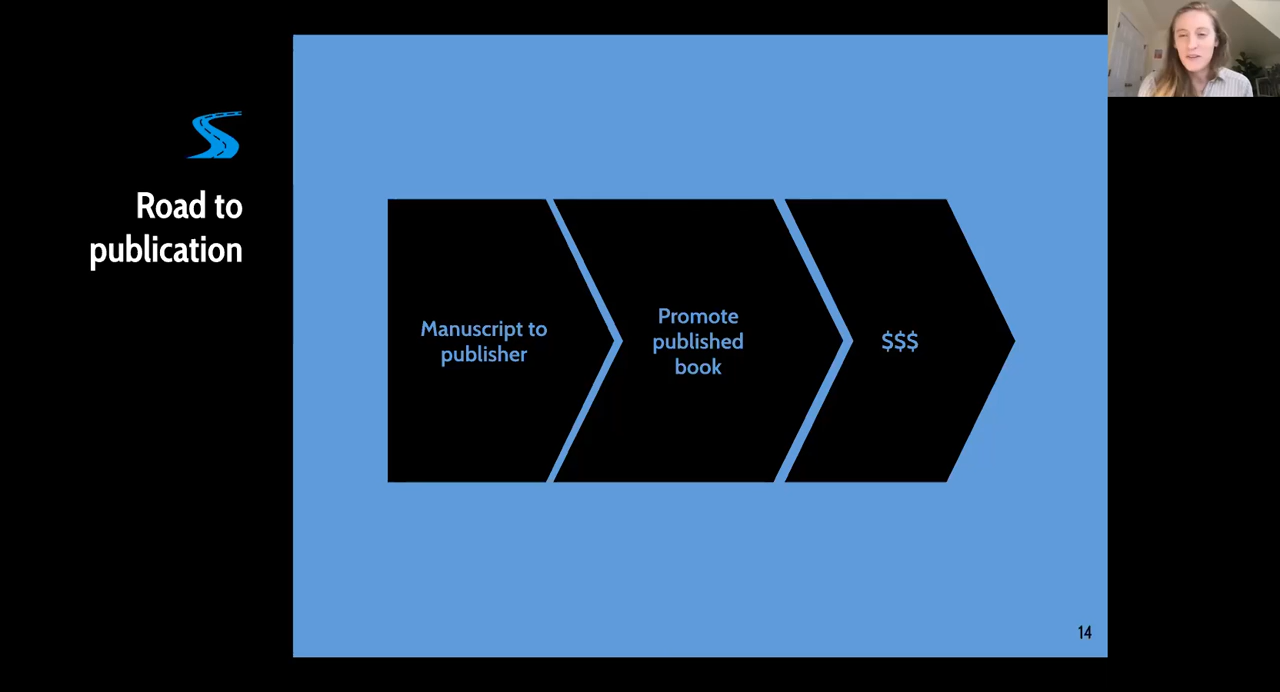 Road to
publication
Manuscript to
publisher
Promote
published
book
$$$
14